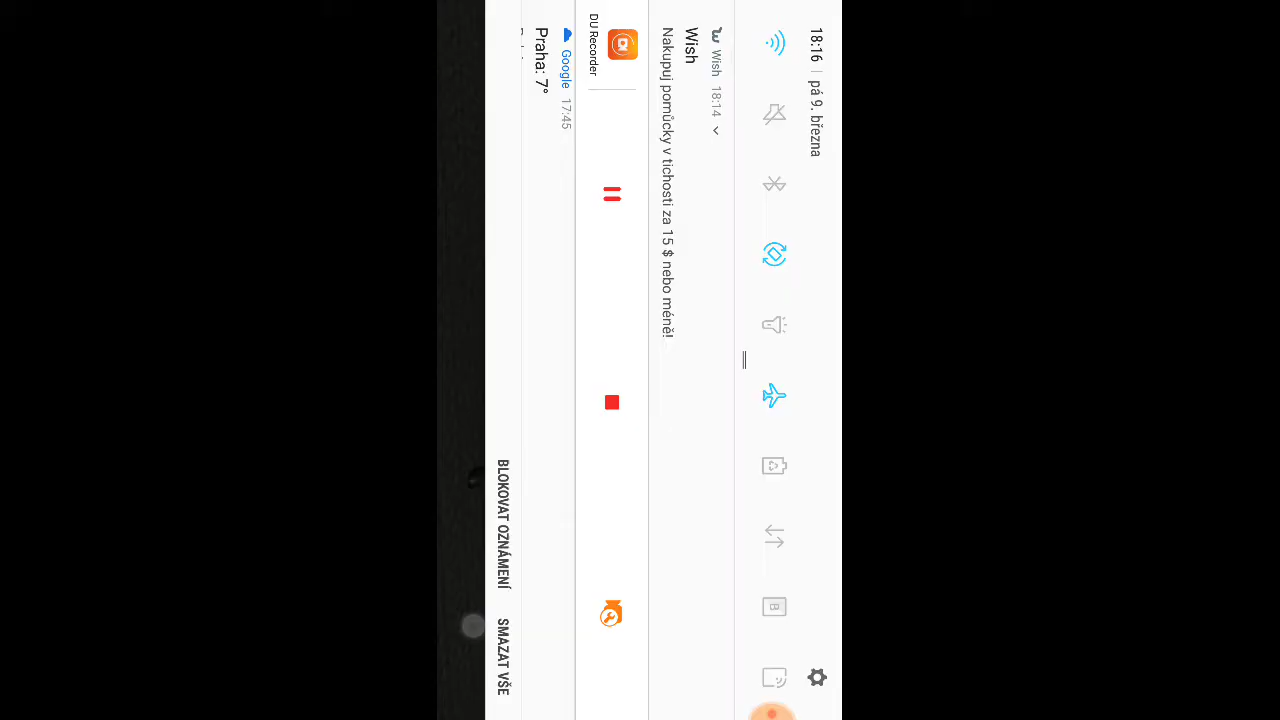 18:16 | pá 9. března
Wish 18:14
Wish
Nakupuj pomůcky v tichosti za 15 $ nebo méně!
DU Recorder
Google 17:45
Praha: 7°
BLOKOVAT OZNÁMENÍ SMAZAT VŠE